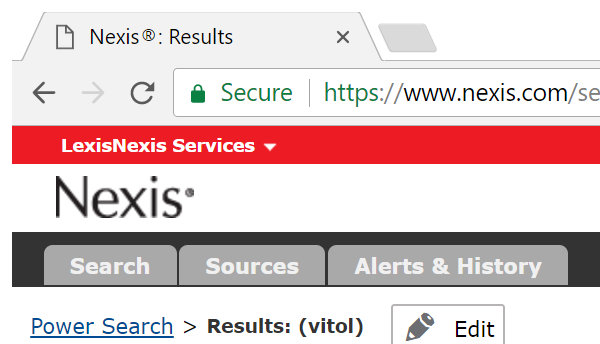 Nexis®: Results
Secure https://www.nexis.com/se
LexisNexis Services
Nexis®
Search Sources Alerts & History
Power Search > Results: (vitol) Edit